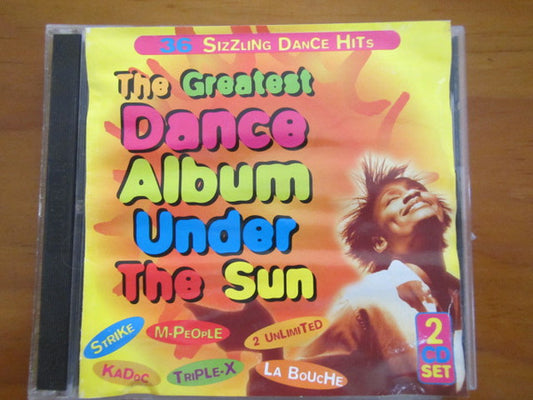 36 SIZZLING DANCE HITS
The Greatest
Dance
Album
Under
The Sun
STRIKE M-PEOPLE 2 UNLIMITED
KADOC TRIPLE-X LA BOUCHE
2
CD
SET